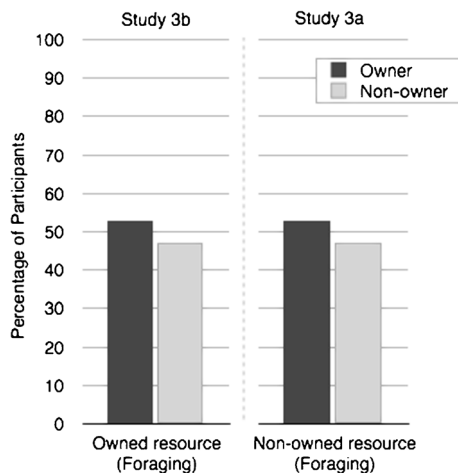 Study 3b
Study 3a
Percentage of Participants
100
90
80
70
60
50
40
30
20
10
0
Owner
Non-owner
Owned resource
(Foraging)
Non-owned resource
(Foraging)